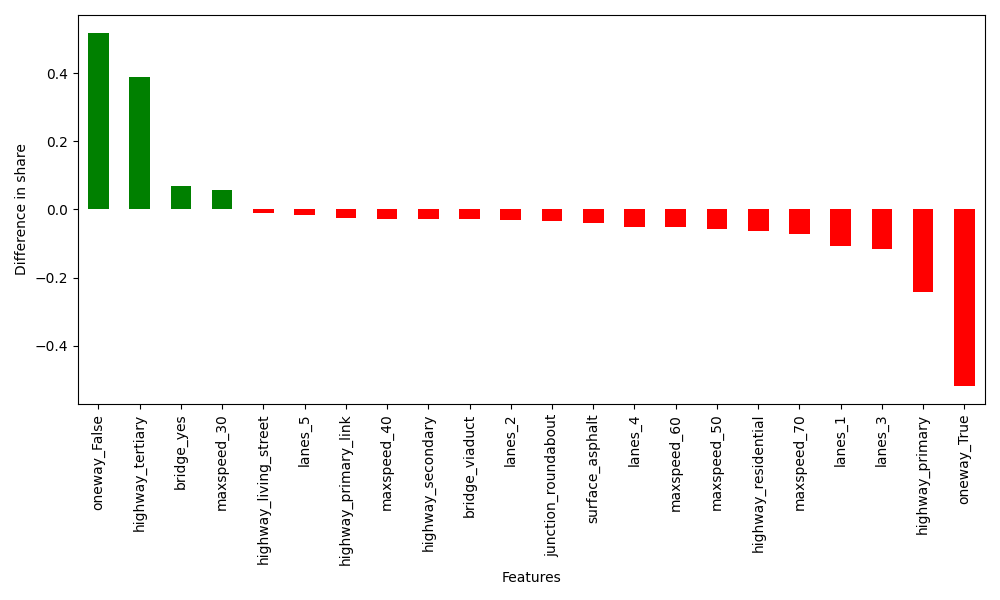 Difference in share
0.4
0.2
0.0
−0.2
−0.4
oneway_False
highway_tertiary
bridge_yes
maxspeed_30
highway_living_street
lanes_5
highway_primary_link
maxspeed_40
highway_secondary
bridge_viaduct
lanes_2
junction_roundabout
surface_asphalt
lanes_4
maxspeed_60
maxspeed_50
highway_residential
maxspeed_70
lanes_1
lanes_3
highway_primary
oneway_True
Features